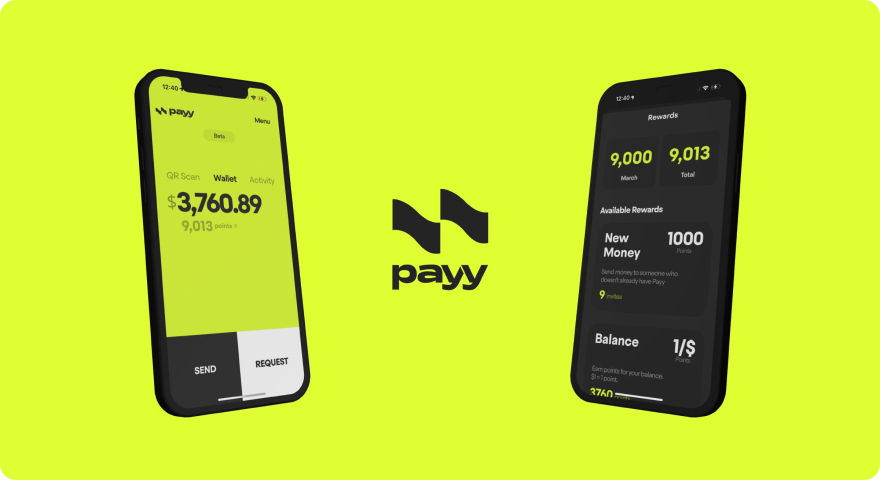 12:40
payy
Menu
Beta
QR Scan Wallet Activity
$3,760.89
9,013 points
SEND
REQUEST
payy
12:40
Rewards
9,000
March
9,013
Total
Available Rewards
New Money
1000
Points
Send money to someone who
doesn't already have Payy
9 invites
Balance
1/$
Points
Earn points for your balance.
$1 = 1 point.
3760